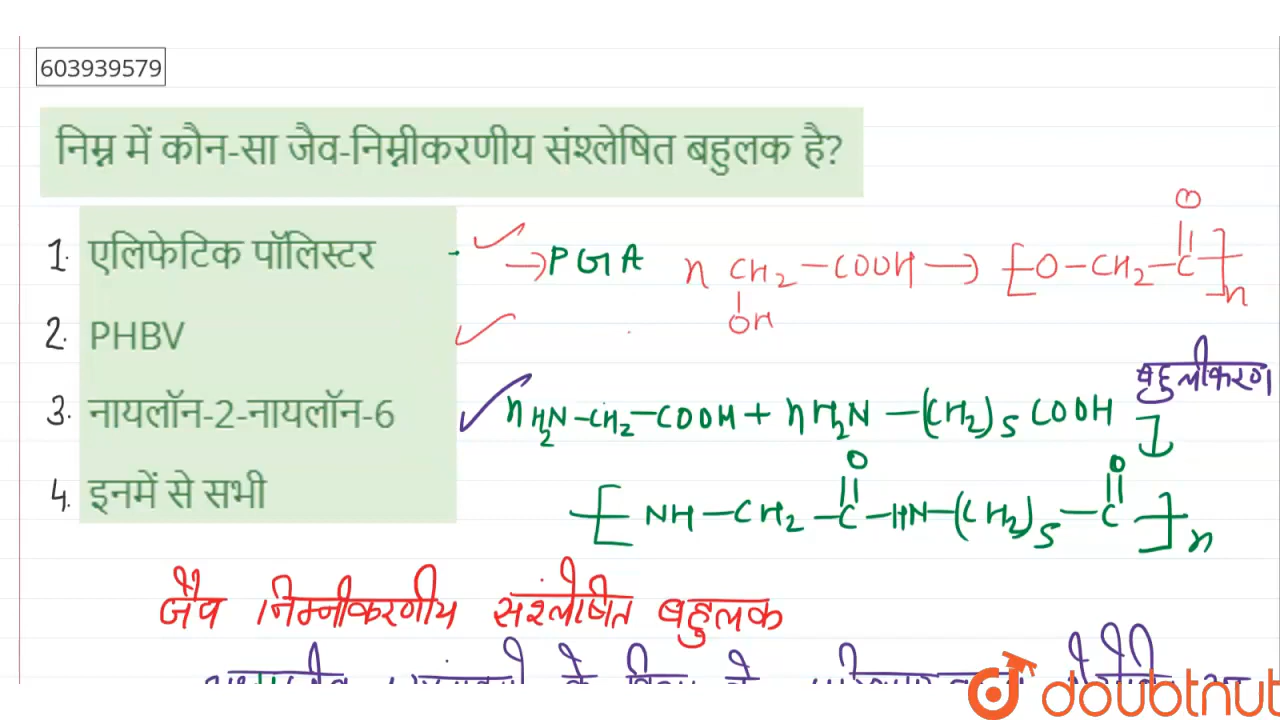 603939579
निम्न में कौन-सा जैव-निम्नीकरणीय संश्लेषित बहुलक है?
1. एलिफेटिक पॉलिस्टर → PGA n CH2 – COOH → [ O – CH2 – C ]n
OH
O
2. PHBV
बहुलीकरण
3. नायलॉन-2-नायलॉन-6 nH2N – CH2 – COOH + nH2N – (CH2)5 COOH
O O
4. इनमें से सभी [ NH – CH2 – C – HN – (CH2)5 – C ]n
जैव निम्नीकरणीय संश्लेषित बहुलक
doubtnut